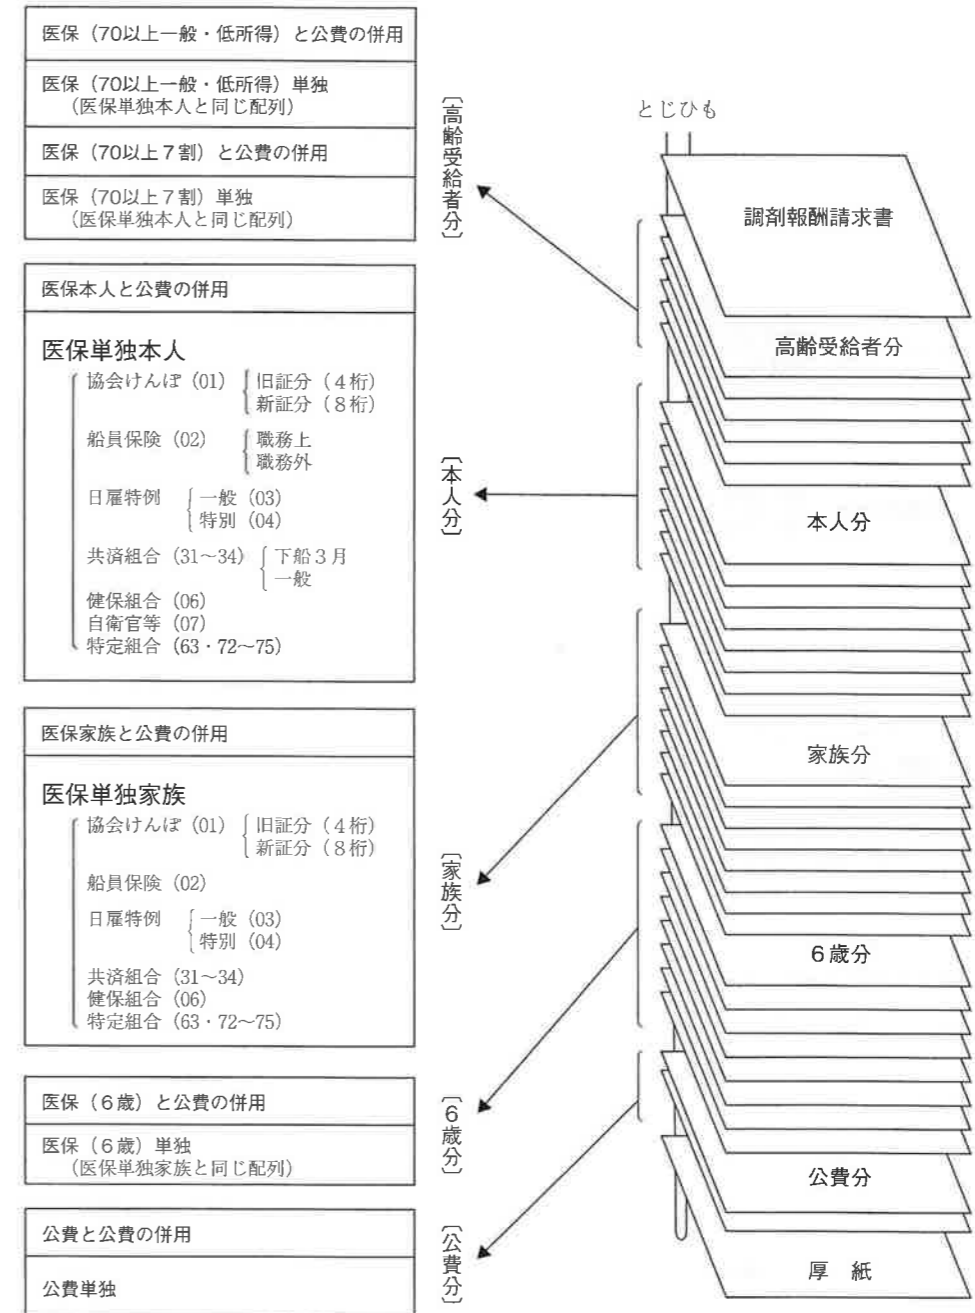 医保（70以上一般・低所得）と公費の併用
医保（70以上一般・低所得）単独
（医保単独本人と同じ配列）
医保（70以上７割）と公費の併用
医保（70以上７割）単独
（医保単独本人と同じ配列）
〔高齢受給者分〕
医保本人と公費の併用
医保単独本人
協会けんぽ（01） 旧証分（４桁）
新証分（８桁）
船員保険（02） 職務上
職務外
日雇特例 一般（03）
特別（04）
共済組合（31～34） 下船３月
一般
健保組合（06）
自衛官等（07）
特定組合（63・72～75）
〔本人分〕
医保家族と公費の併用
医保単独家族
協会けんぽ（01） 旧証分（４桁）
新証分（８桁）
船員保険（02）
日雇特例 一般（03）
特別（04）
共済組合（31～34）
健保組合（06）
特定組合（63・72～75）
〔家族分〕
医保（６歳）と公費の併用
医保（６歳）単独
（医保単独家族と同じ配列）
〔６歳分〕
公費と公費の併用
公費単独
〔公費分〕
とじひも
調剤報酬請求書
高齢受給者分
本人分
家族分
６歳分
公費分
厚　紙